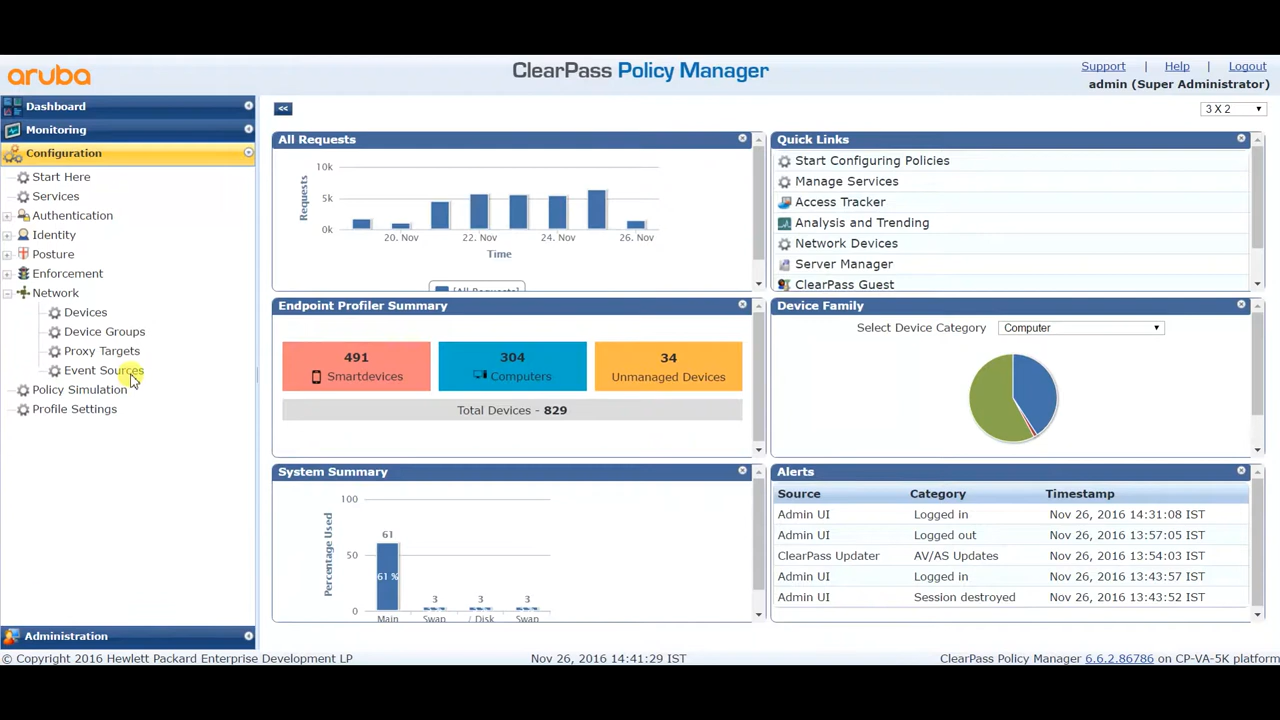 aruba
ClearPass Policy Manager
Support | Help | Logout
admin (Super Administrator)
Dashboard
Monitoring
Configuration
Start Here
Services
Authentication
Identity
Posture
Enforcement
Network
Devices
Device Groups
Proxy Targets
Event Sources
Policy Simulation
Profile Settings
Administration
<<
3 X 2
All Requests
10k
5k
0k
Requests
20. Nov 22. Nov 24. Nov 26. Nov
Time
[All Requests]
Quick Links
Start Configuring Policies
Manage Services
Access Tracker
Analysis and Trending
Network Devices
Server Manager
ClearPass Guest
Endpoint Profiler Summary
491
Smartdevices
304
Computers
34
Unmanaged Devices
Total Devices - 829
Device Family
Select Device Category Computer
System Summary
100
50
0
Percentage Used
61
61 %
3 3 3
Main Swap / Disk Swap
Alerts
Source Category Timestamp
Admin UI Logged in Nov 26, 2016 14:31:08 IST
Admin UI Logged out Nov 26, 2016 13:57:05 IST
ClearPass Updater AV/AS Updates Nov 26, 2016 13:54:03 IST
Admin UI Logged in Nov 26, 2016 13:43:57 IST
Admin UI Session destroyed Nov 26, 2016 13:43:52 IST
© Copyright 2016 Hewlett Packard Enterprise Development LP Nov 26, 2016 14:41:29 IST ClearPass Policy Manager 6.6.2.86786 on CP-VA-5K platform